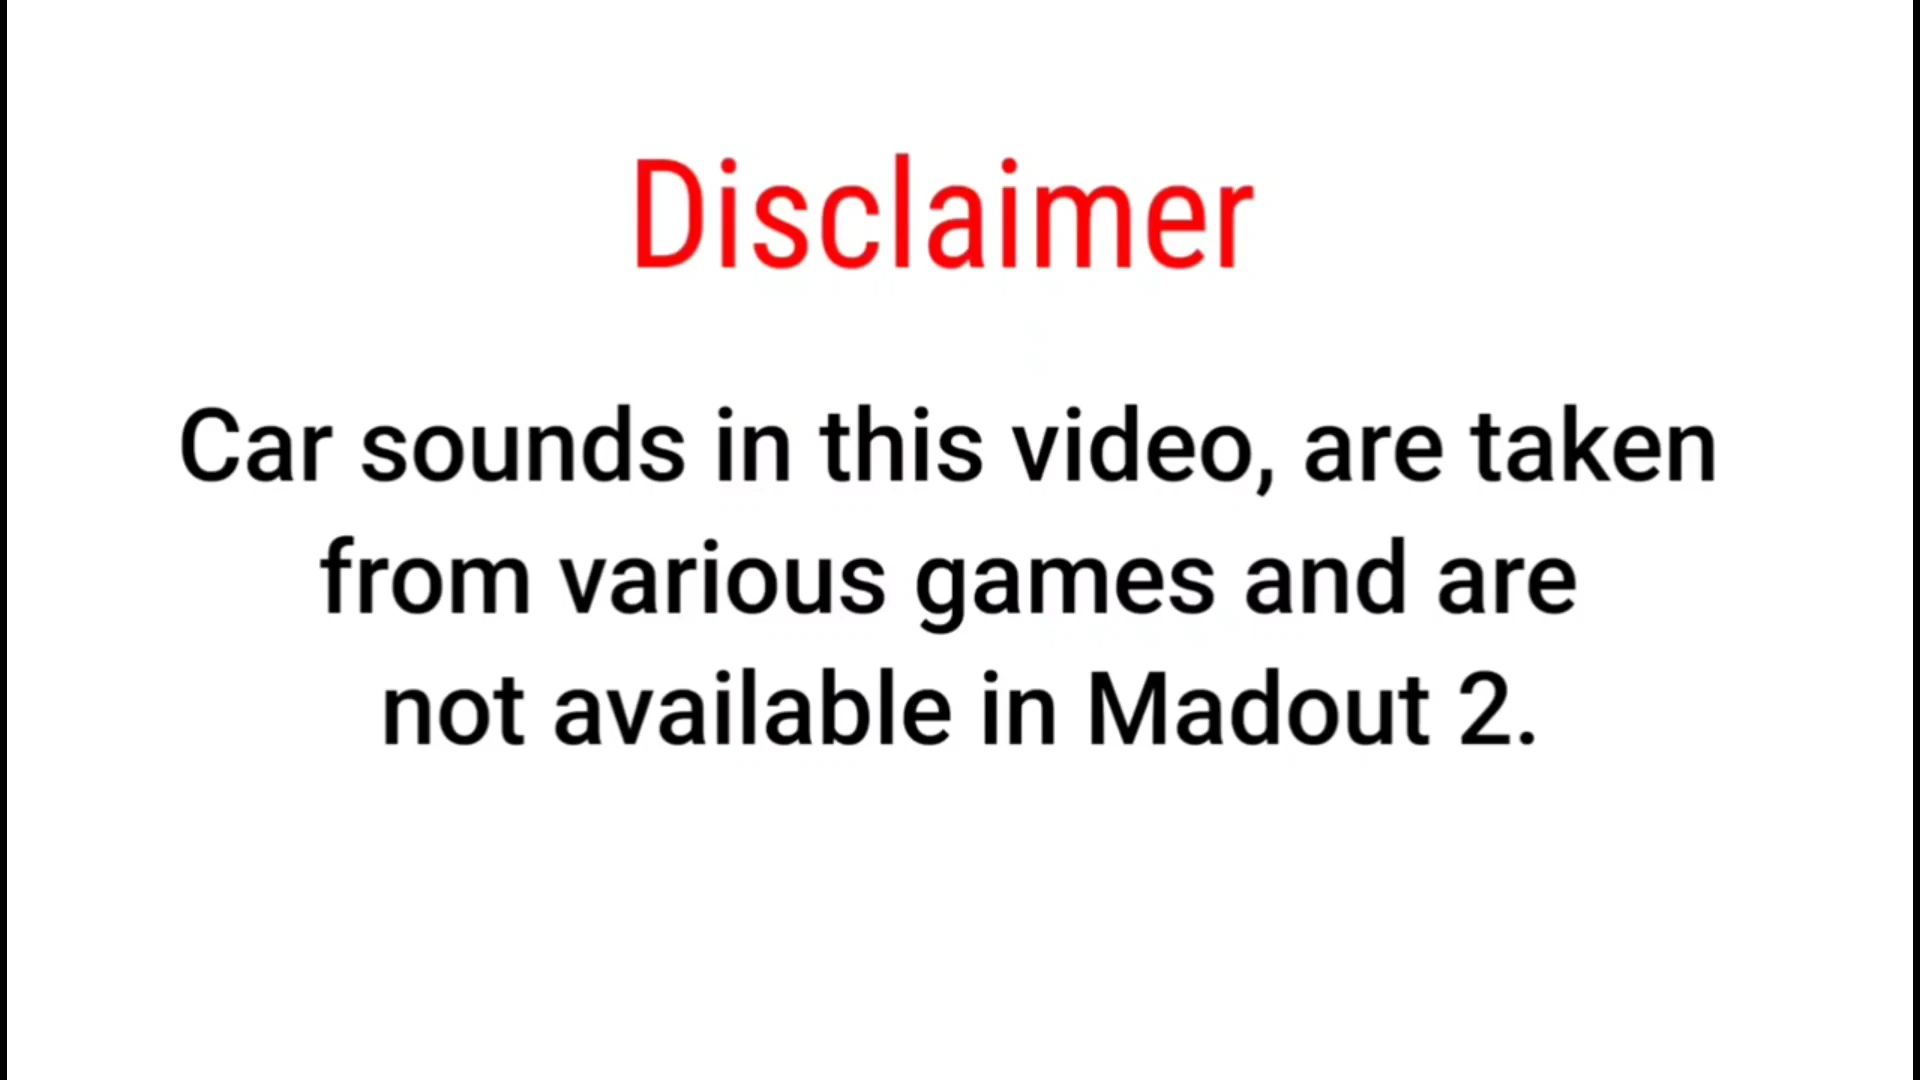 Disclaimer
Car sounds in this video, are taken
from various games and are
not available in Madout 2.